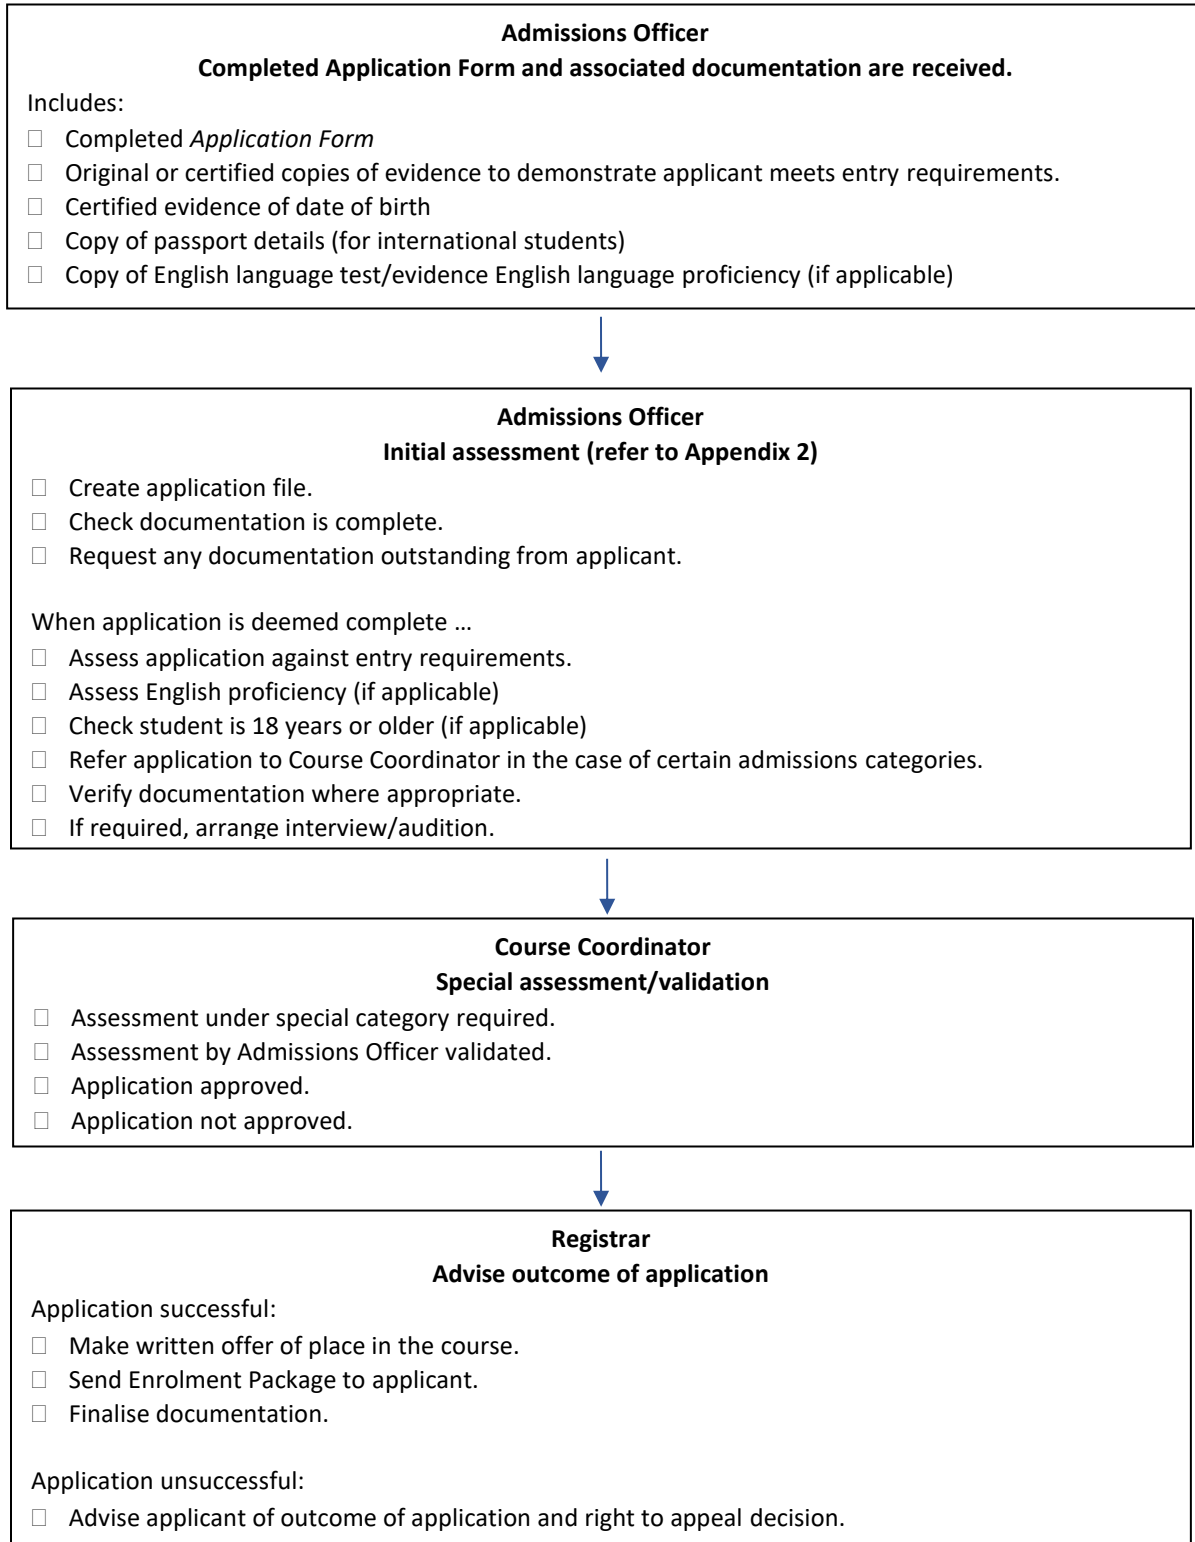 Admissions Officer
Completed Application Form and associated documentation are received.
Includes:
☐ Completed Application Form
☐ Original or certified copies of evidence to demonstrate applicant meets entry requirements.
☐ Certified evidence of date of birth
☐ Copy of passport details (for international students)
☐ Copy of English language test/evidence English language proficiency (if applicable)
Admissions Officer
Initial assessment (refer to Appendix 2)
☐ Create application file.
☐ Check documentation is complete.
☐ Request any documentation outstanding from applicant.
When application is deemed complete …
☐ Assess application against entry requirements.
☐ Assess English proficiency (if applicable)
☐ Check student is 18 years or older (if applicable)
☐ Refer application to Course Coordinator in the case of certain admissions categories.
☐ Verify documentation where appropriate.
☐ If required, arrange interview/audition.
Course Coordinator
Special assessment/validation
☐ Assessment under special category required.
☐ Assessment by Admissions Officer validated.
☐ Application approved.
☐ Application not approved.
Registrar
Advise outcome of application
Application successful:
☐ Make written offer of place in the course.
☐ Send Enrolment Package to applicant.
☐ Finalise documentation.
Application unsuccessful:
☐ Advise applicant of outcome of application and right to appeal decision.